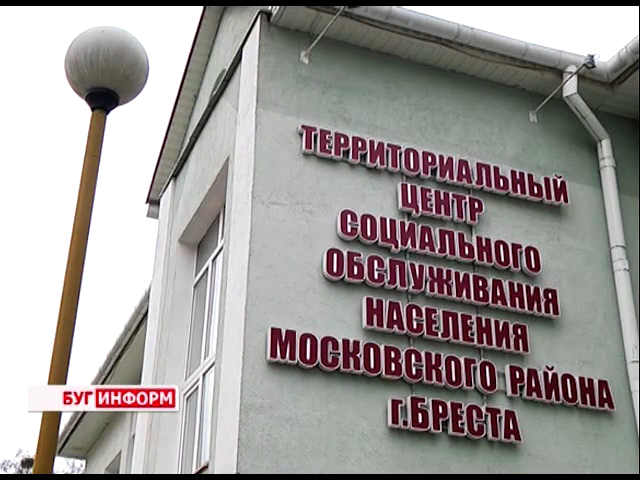 ТЕРРИТОРИАЛЬНЫЙ
ЦЕНТР
СОЦИАЛЬНОГО
ОБСЛУЖИВАНИЯ
НАСЕЛЕНИЯ
МОСКОВСКОГО РАЙОНА
г.БРЕСТА
БУГ ИНФОРМ